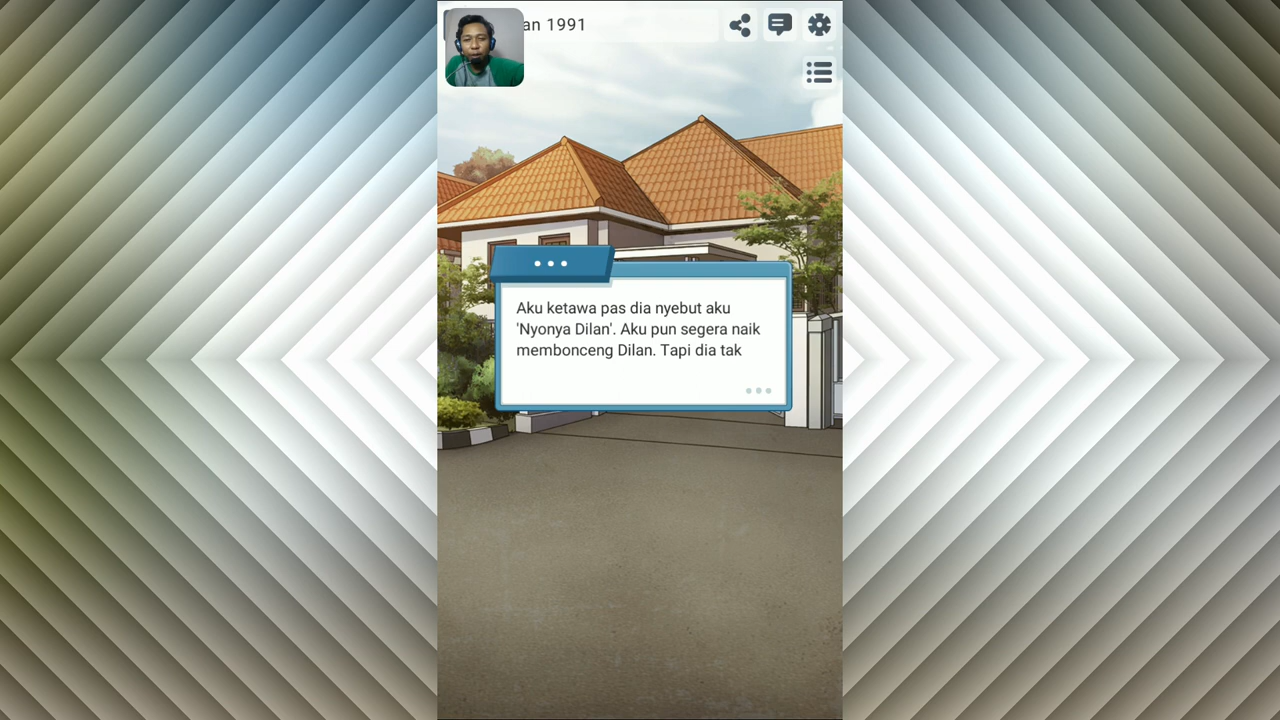 an 1991
Aku ketawa pas dia nyebut aku
'Nyonya Dilan'. Aku pun segera naik
membonceng Dilan. Tapi dia tak